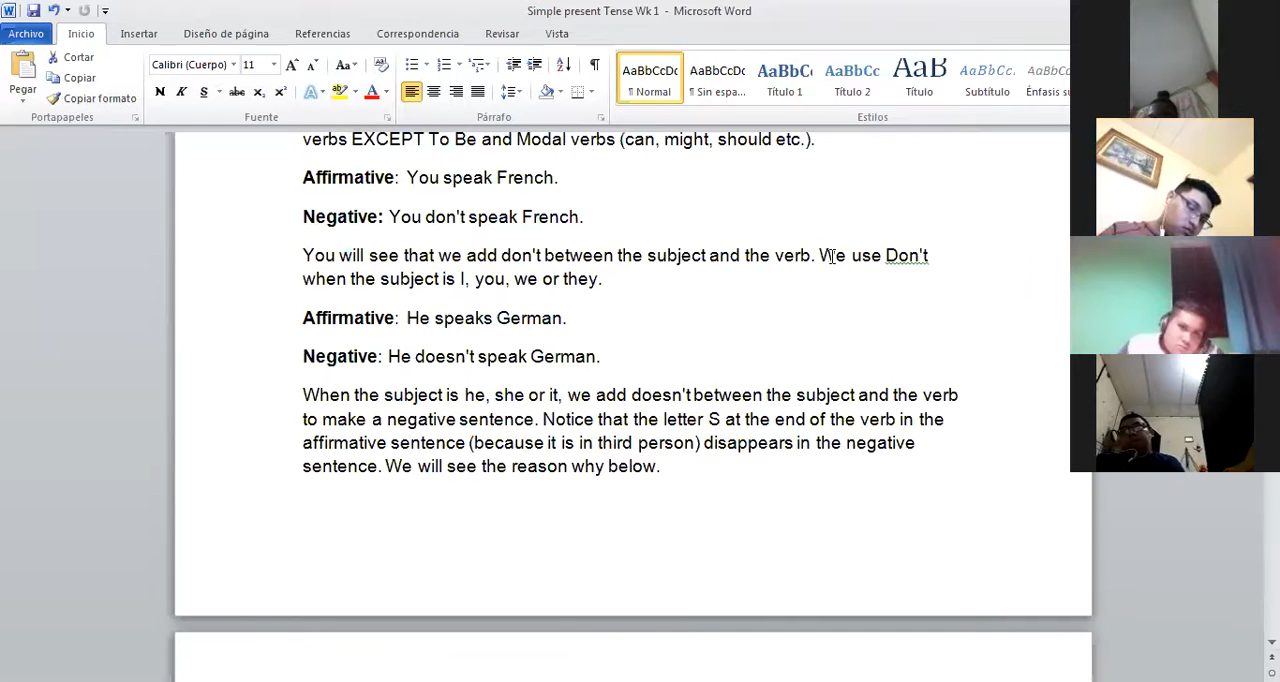 Simple present Tense Wk 1 - Microsoft Word
Archivo Inicio Insertar Diseño de página Referencias Correspondencia Revisar Vista
Cortar
Copiar
Copiar formato
Pegar
Portapapeles
Calibri (Cuerpo) 11
N K S abc x₂ x²
Fuente
Párrafo
AaBbCcDc AaBbCcDc AaBbC AaBbCc AaB AaBbCc. AaBbCcD
¶ Normal ¶ Sin espa... Título 1 Título 2 Título Subtítulo Énfasis
Estilos
verbs EXCEPT To Be and Modal verbs (can, might, should etc.).
Affirmative: You speak French.
Negative: You don't speak French.
You will see that we add don't between the subject and the verb. We use Don't
when the subject is I, you, we or they.
Affirmative: He speaks German.
Negative: He doesn't speak German.
When the subject is he, she or it, we add doesn't between the subject and the verb
to make a negative sentence. Notice that the letter S at the end of the verb in the
affirmative sentence (because it is in third person) disappears in the negative
sentence. We will see the reason why below.